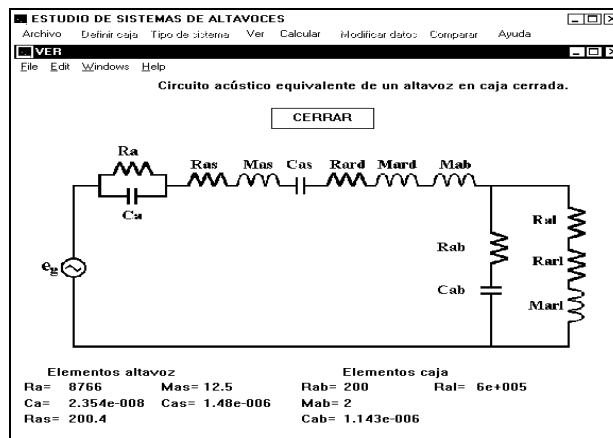 ESTUDIO DE SISTEMAS DE ALTAVOCES
Archivo Definir caja Tipo de sistema Ver Calcular Modificar datos Comparar Ayuda
VER
File Edit Windows Help
Circuito acústico equivalente de un altavoz en caja cerrada.
CERRAR
Ra
Ras Mas Cas Rard Mard Mab
Ca
Ral
Rab
Rarl
eg
Cab
Marl
Elementos altavoz Elementos caja
Ra= 8766 Mas= 12.5 Rab= 200 Ral= 6e+005
Ca= 2.354e-008 Cas= 1.48e-006 Mab= 2
Ras= 200.4 Cab= 1.143e-006